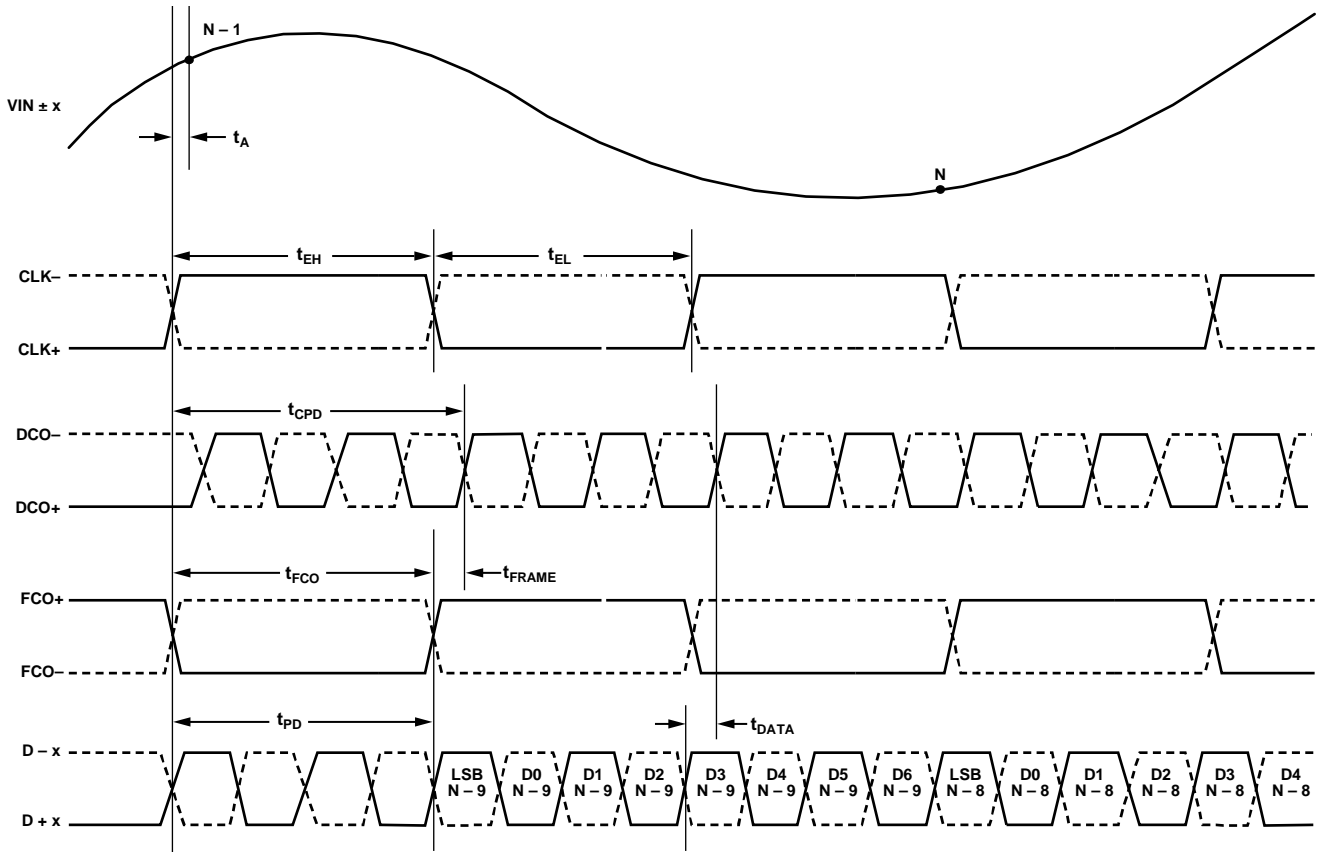 N – 1
VIN ± x
tA
N
tEH
tEL
CLK–
CLK+
tCPD
DCO–
DCO+
tFCO
tFRAME
FCO+
FCO–
tPD
tDATA
D – x
LSB N – 9
D0 N – 9
D1 N – 9
D2 N – 9
D3 N – 9
D4 N – 9
D5 N – 9
D6 N – 9
LSB N – 8
D0 N – 8
D1 N – 8
D2 N – 8
D3 N – 8
D4 N – 8
D + x